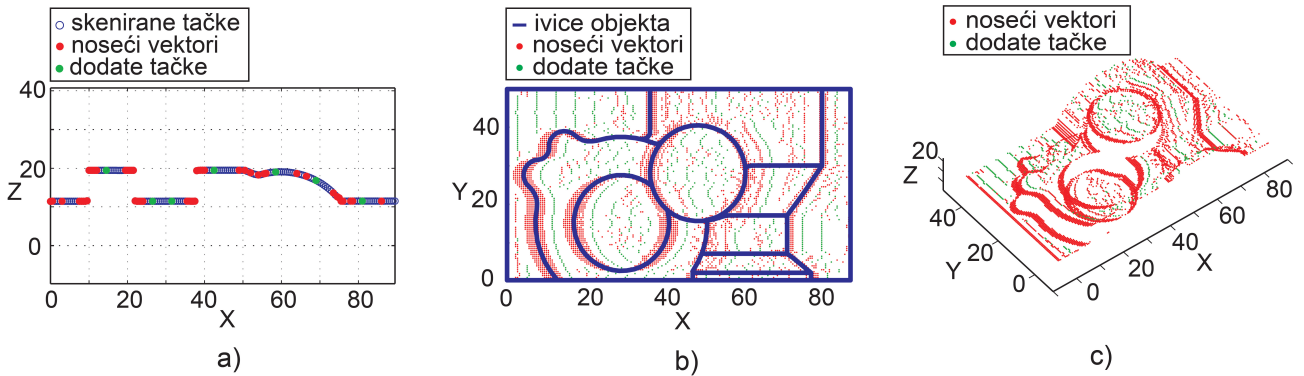 skenirane tačke
noseći vektori
dodate tačke
40
20
Z
0
0 20 40 60 80
X
a)
ivice objekta
noseći vektori
dodate tačke
40
Y
20
0
0 20 40 60 80
X
b)
noseći vektori
dodate tačke
20
Z
40
20
Y
0
0
20
40
X
60
80
c)